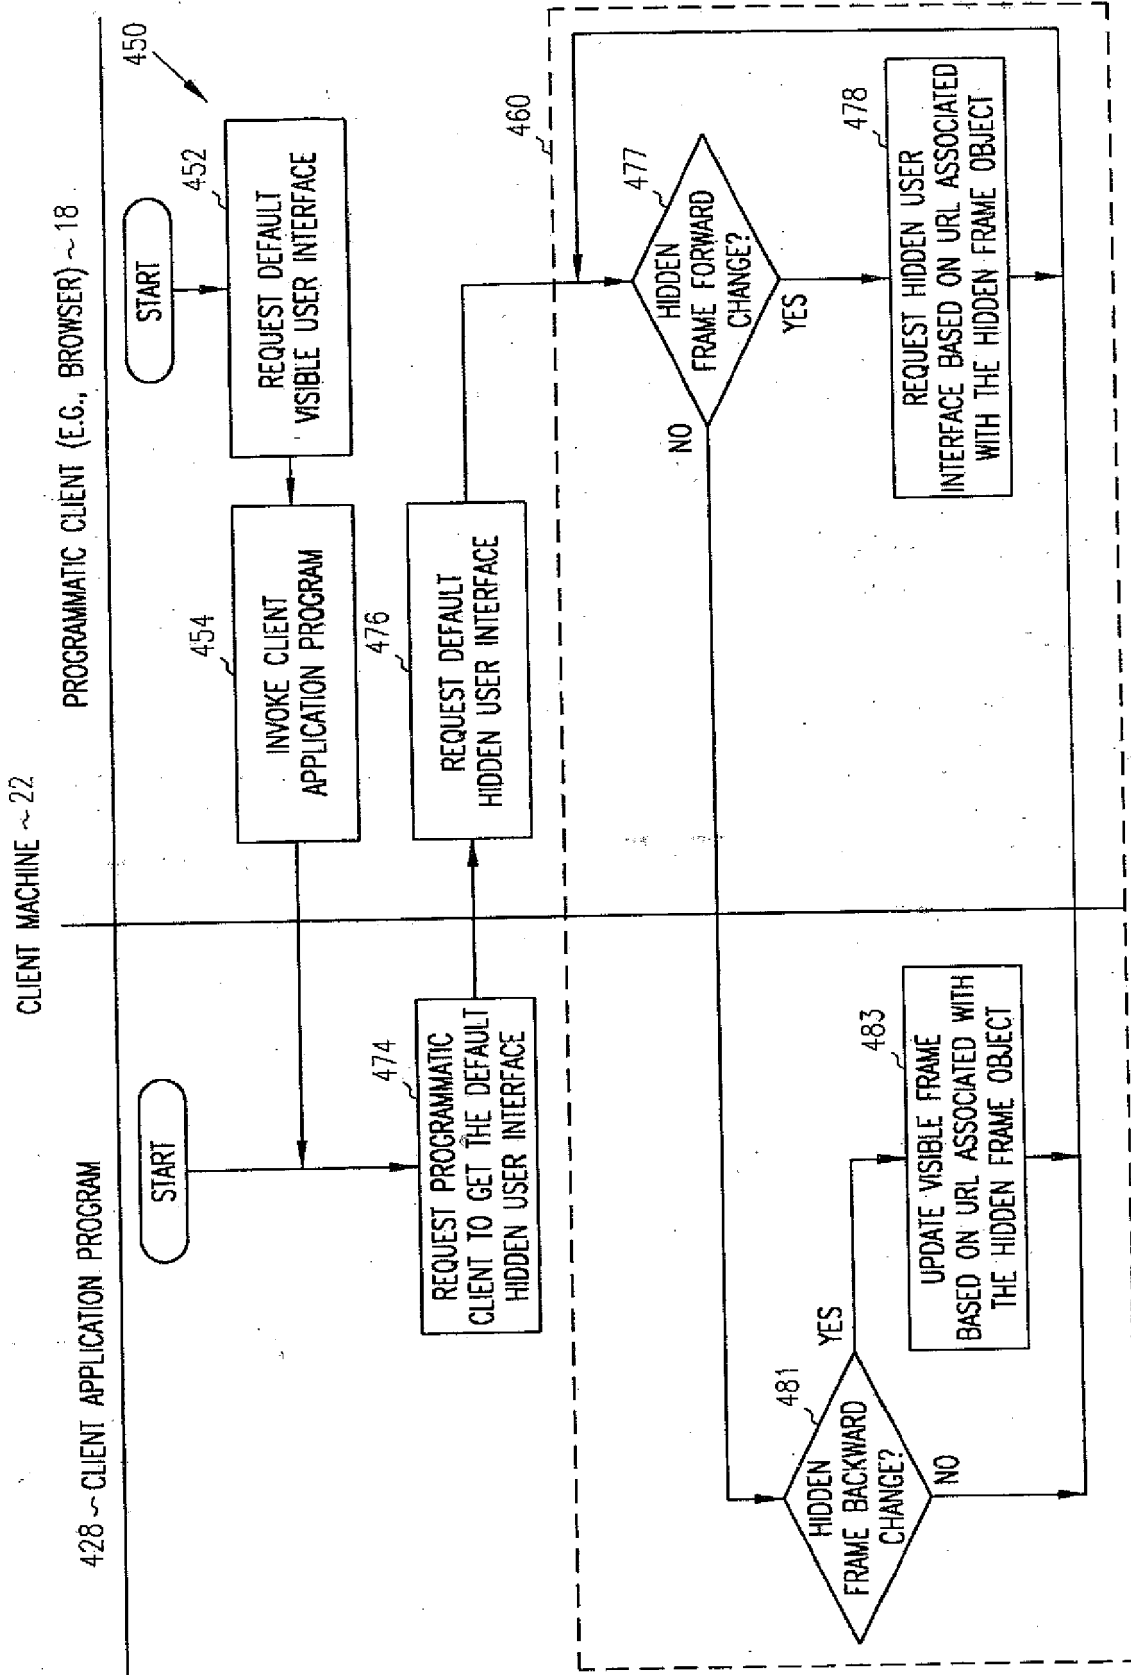 CLIENT MACHINE ~22
428 ~ CLIENT APPLICATION PROGRAM
PROGRAMMATIC CLIENT (E.G., BROWSER) ~18
450
START
START
452
REQUEST DEFAULT
VISIBLE USER INTERFACE
454
INVOKE CLIENT
APPLICATION PROGRAM
474
REQUEST PROGRAMMATIC
CLIENT TO GET THE DEFAULT
HIDDEN USER INTERFACE
476
REQUEST DEFAULT
HIDDEN USER INTERFACE
460
477
HIDDEN
FRAME FORWARD
CHANGE?
NO
YES
478
REQUEST HIDDEN USER
INTERFACE BASED ON URL ASSOCIATED
WITH THE HIDDEN FRAME OBJECT
481
HIDDEN
FRAME BACKWARD
CHANGE?
YES
NO
483
UPDATE VISIBLE FRAME
BASED ON URL ASSOCIATED WITH
THE HIDDEN FRAME OBJECT